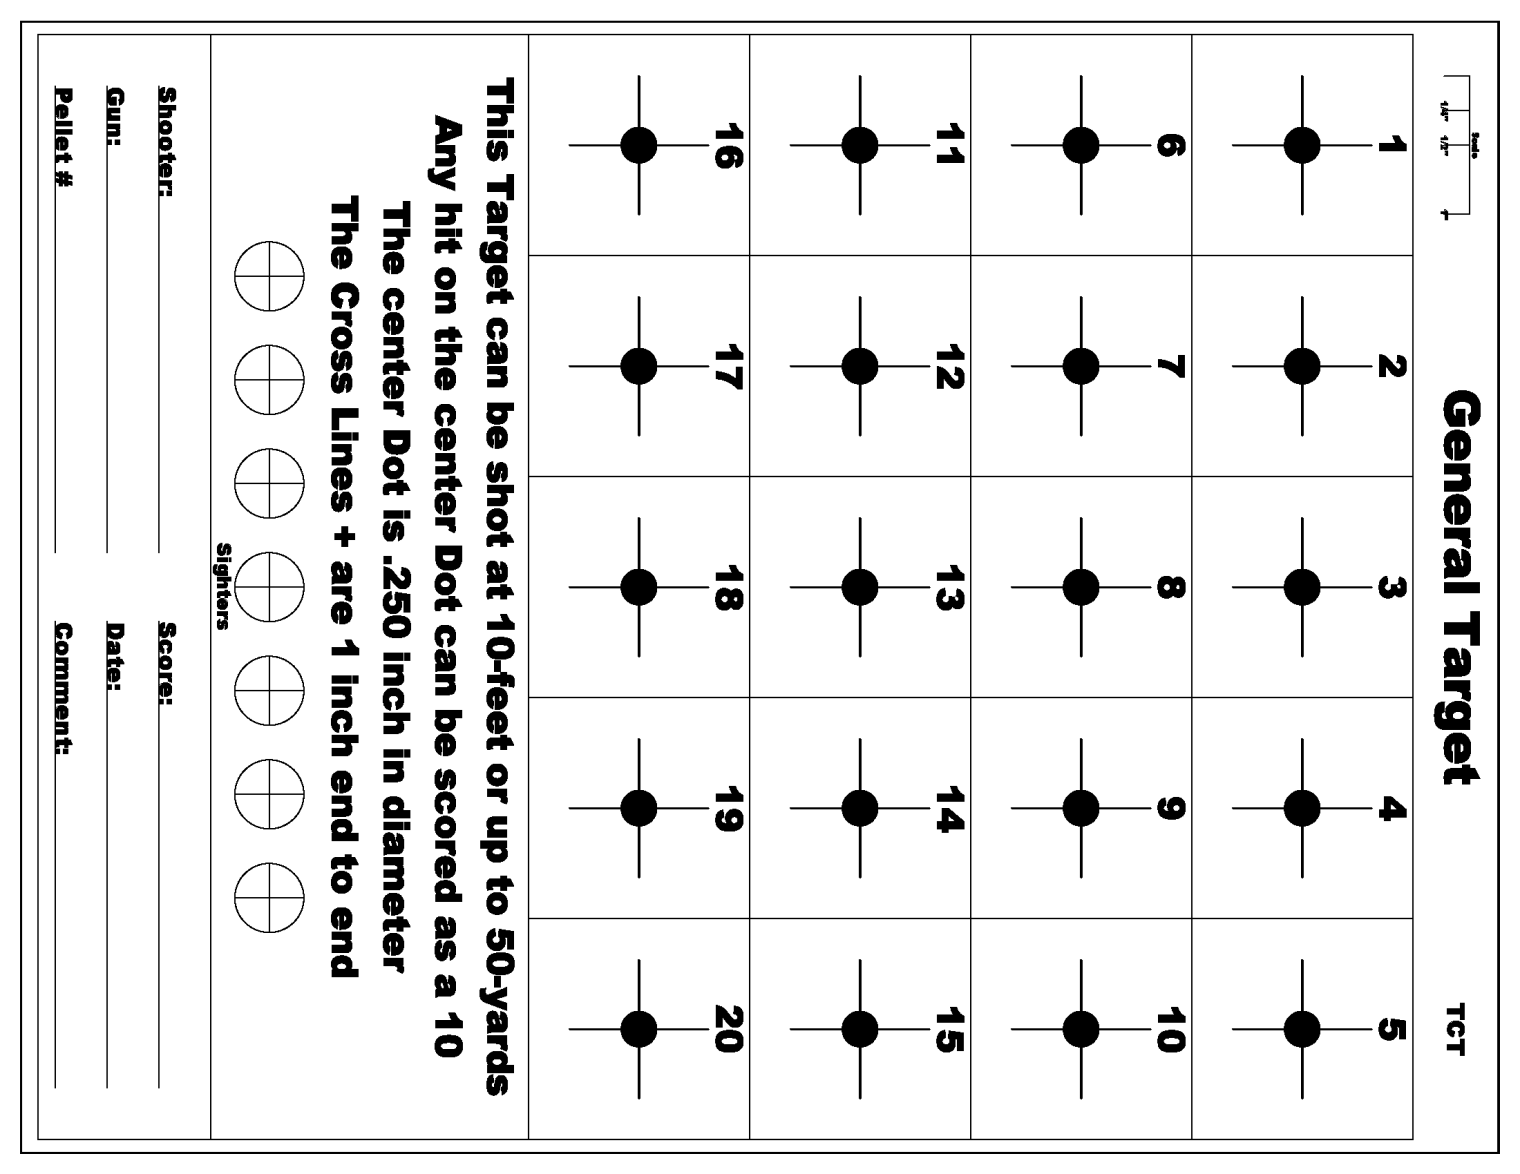 General Target
TCT
Scale
1/4" 1/2" 1"
1 2 3 4 5
6 7 8 9 10
11 12 13 14 15
16 17 18 19 20
This Target can be shot at 10-feet or up to 50-yards
Any hit on the center Dot can be scored as a 10
The center Dot is .250 inch in diameter
The Cross Lines + are 1 inch end to end
Sighters
Shooter: Score:
Gun: Date:
Pellet # Comment: